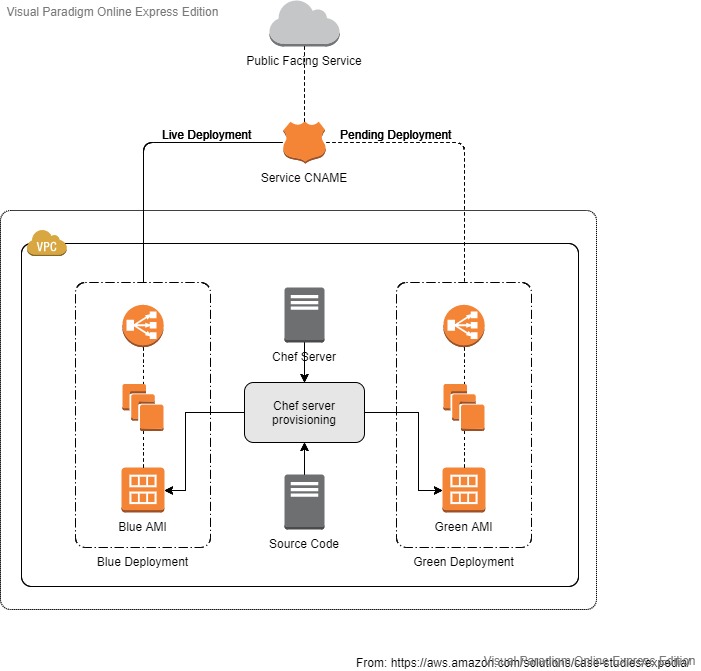 Visual Paradigm Online Express Edition
Public Facing Service
Live Deployment
Pending Deployment
Service CNAME
VPC
Chef Server
Chef server
provisioning
Blue AMI
Green AMI
Source Code
Blue Deployment
Green Deployment
From: https://aws.amazon.com/solutions/case-studies/expedia/
Visual Paradigm Online Express Edition